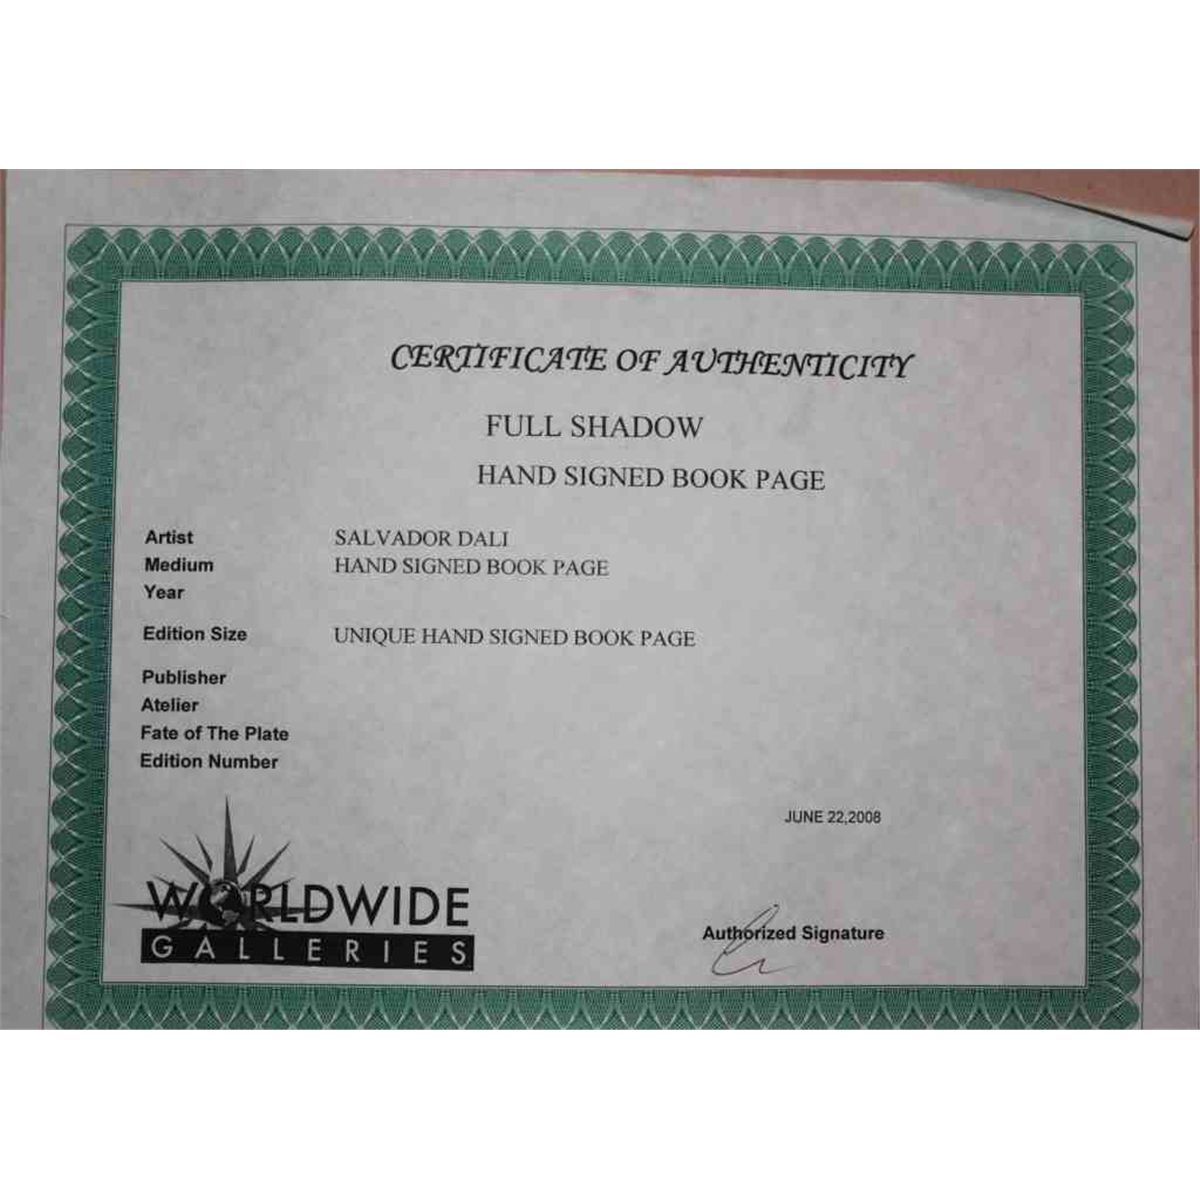 CERTIFICATE OF AUTHENTICITY
FULL SHADOW
HAND SIGNED BOOK PAGE
Artist SALVADOR DALI
Medium HAND SIGNED BOOK PAGE
Year
Edition Size UNIQUE HAND SIGNED BOOK PAGE
Publisher
Atelier
Fate of The Plate
Edition Number
JUNE 22,2008
WORLDWIDE
GALLERIES
Authorized Signature